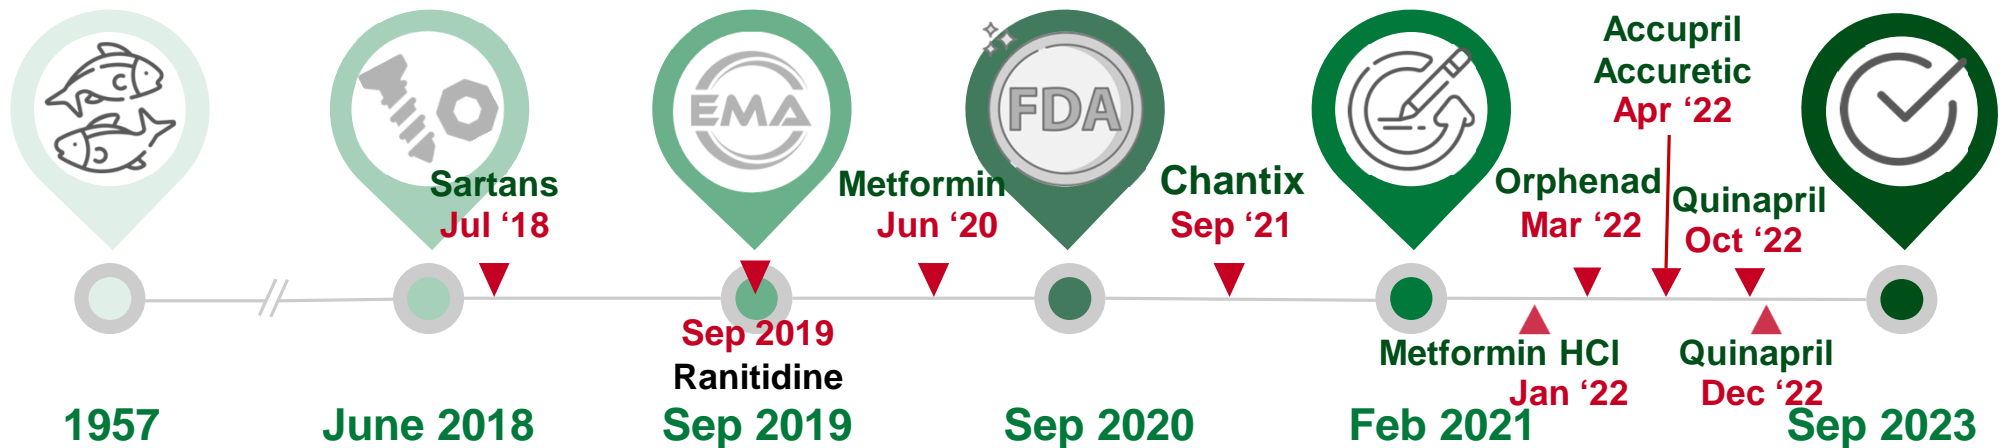 Accupril
Accuretic
Apr ‘22
EMA
FDA
Sartans
Jul ‘18
Metformin
Jun ‘20
Chantix
Sep ‘21
Orphenad
Mar ‘22
Quinapril
Oct ‘22
Sep 2019
Ranitidine
Metformin HCI
Jan ‘22
Quinapril
Dec ‘22
1957
June 2018
Sep 2019
Sep 2020
Feb 2021
Sep 2023